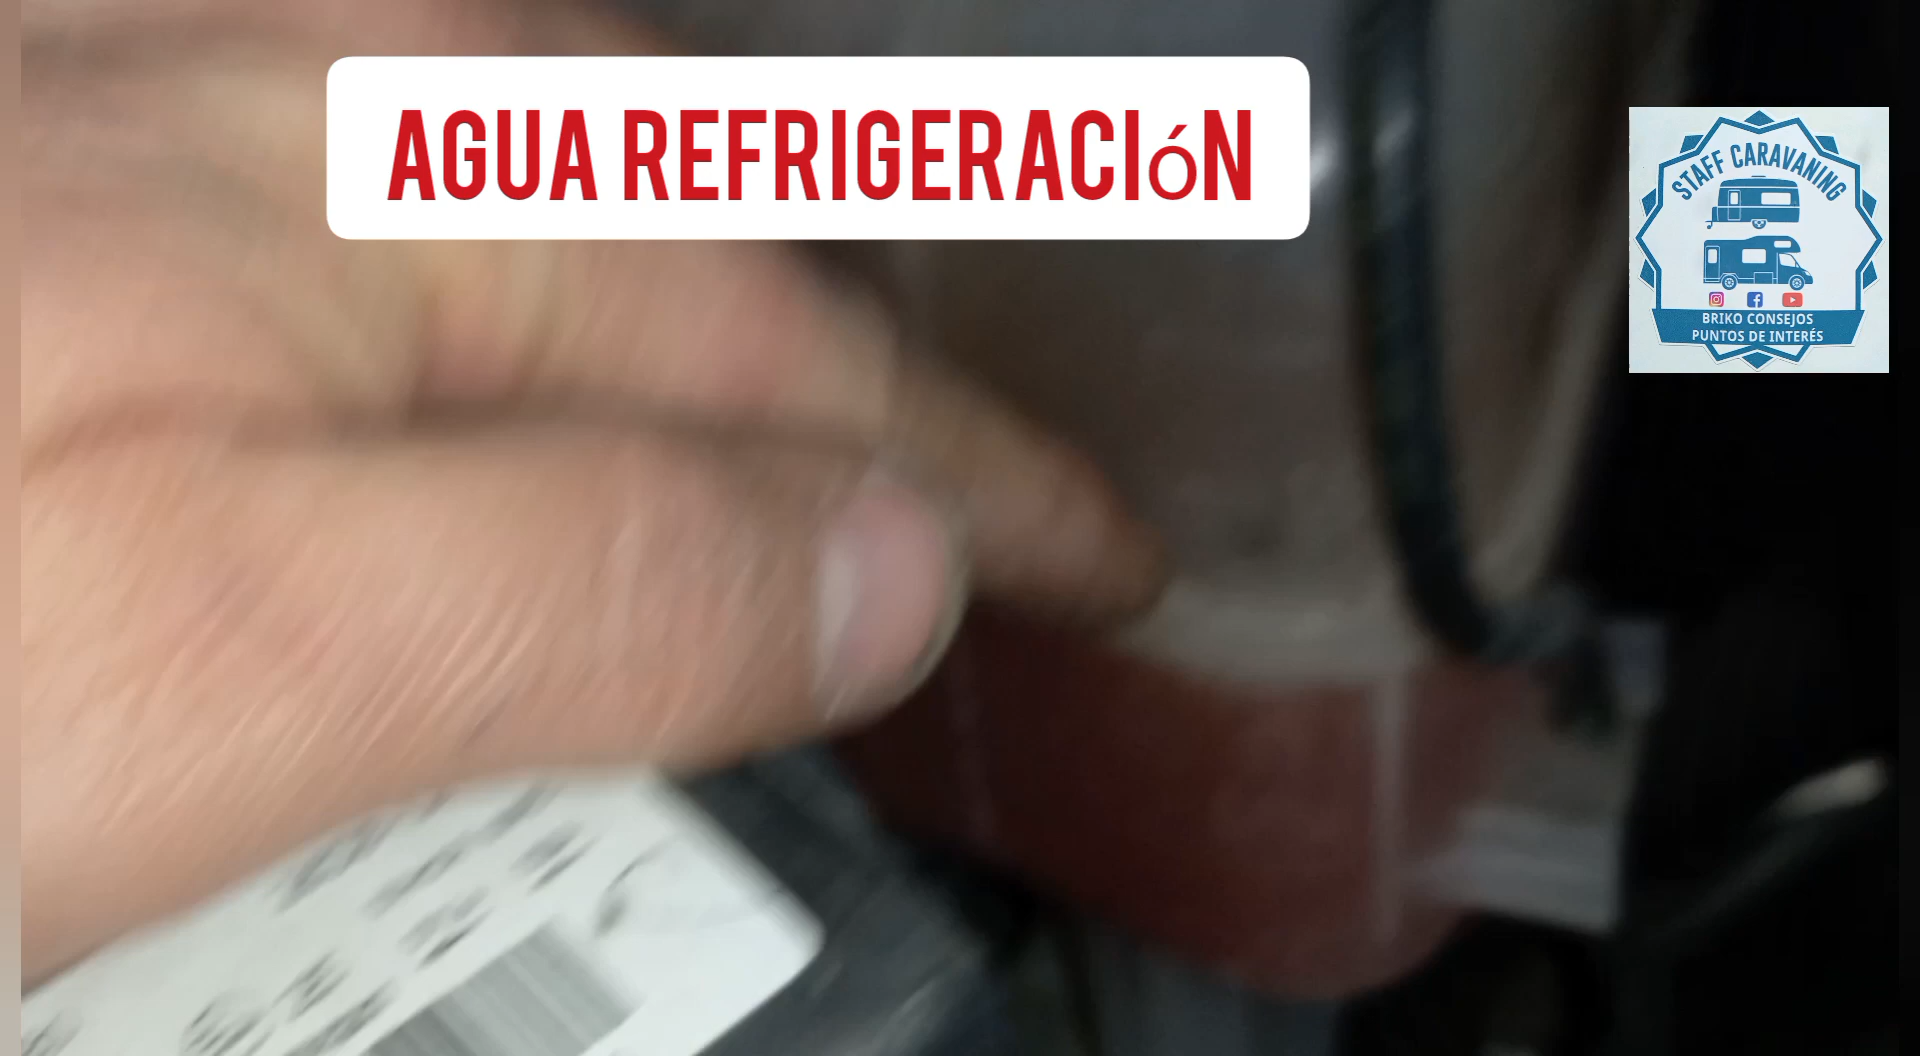 AGUA REFRIGERACIóN
STAFF CARAVANING
BRIKO CONSEJOS
PUNTOS DE INTERÉS